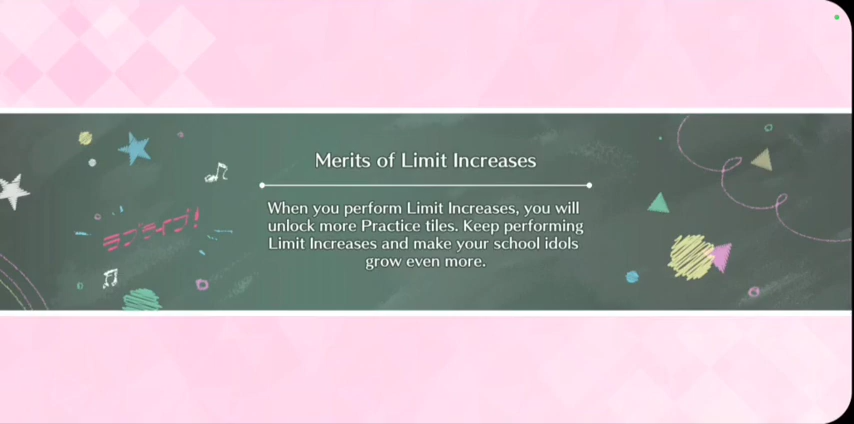 Merits of Limit Increases
When you perform Limit Increases, you will
unlock more Practice tiles. Keep performing
Limit Increases and make your school idols
grow even more.
ラブライブ!